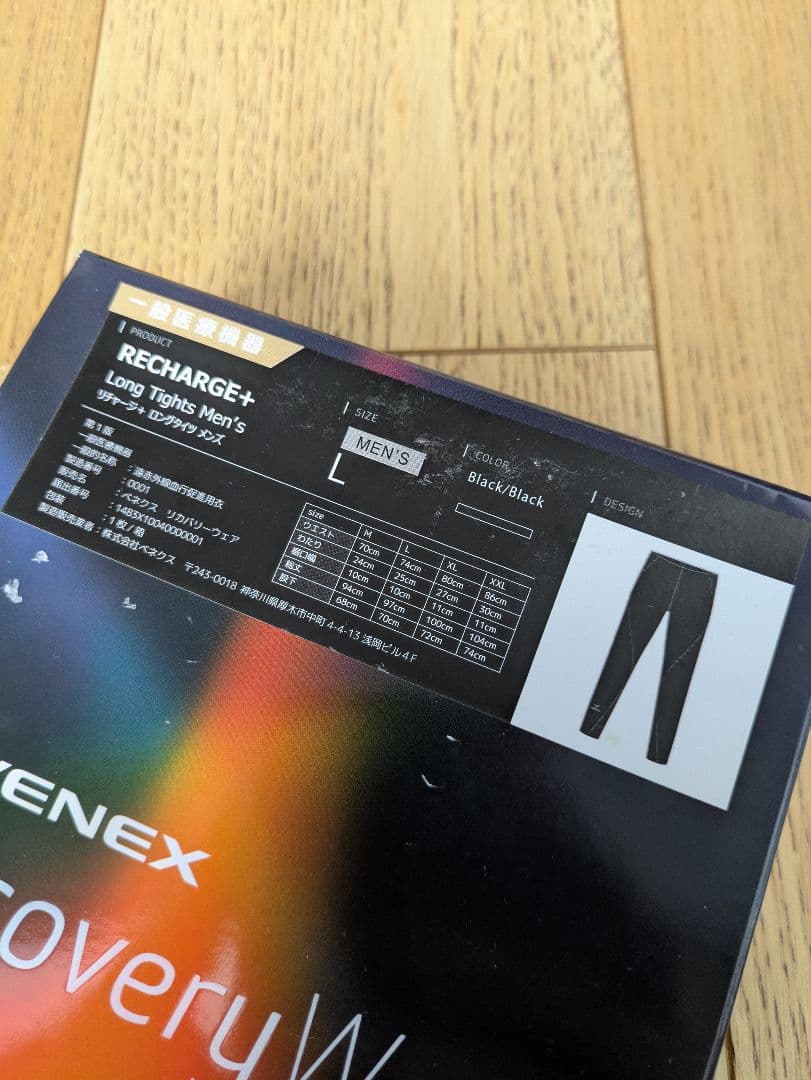 一般医療機器
PRODUCT
RECHARGE+
Long Tights Men's
リチャージ+ ロングタイツ メンズ
第1版
一般医療機器
一般的名称 : 遠赤外線血行促進用衣
製造番号 : 0001
販売名 : ベネクス リカバリーウェア
届出番号 : 14B3X10040000001
包装 : 1枚/箱
製造販売業者 : 株式会社ベネクス 〒243-0018 神奈川県厚木市中町 4-4-13 浅岡ビル4F
SIZE
MEN'S
L
COLOR
Black/Black
DESIGN
size M L XL XXL
ウエスト 70cm 74cm 80cm 86cm
わたり 24cm 25cm 27cm 30cm
裾口幅 10cm 10cm 11cm 11cm
総丈 94cm 97cm 100cm 104cm
股下 68cm 70cm 72cm 74cm
VENEX
coveryW